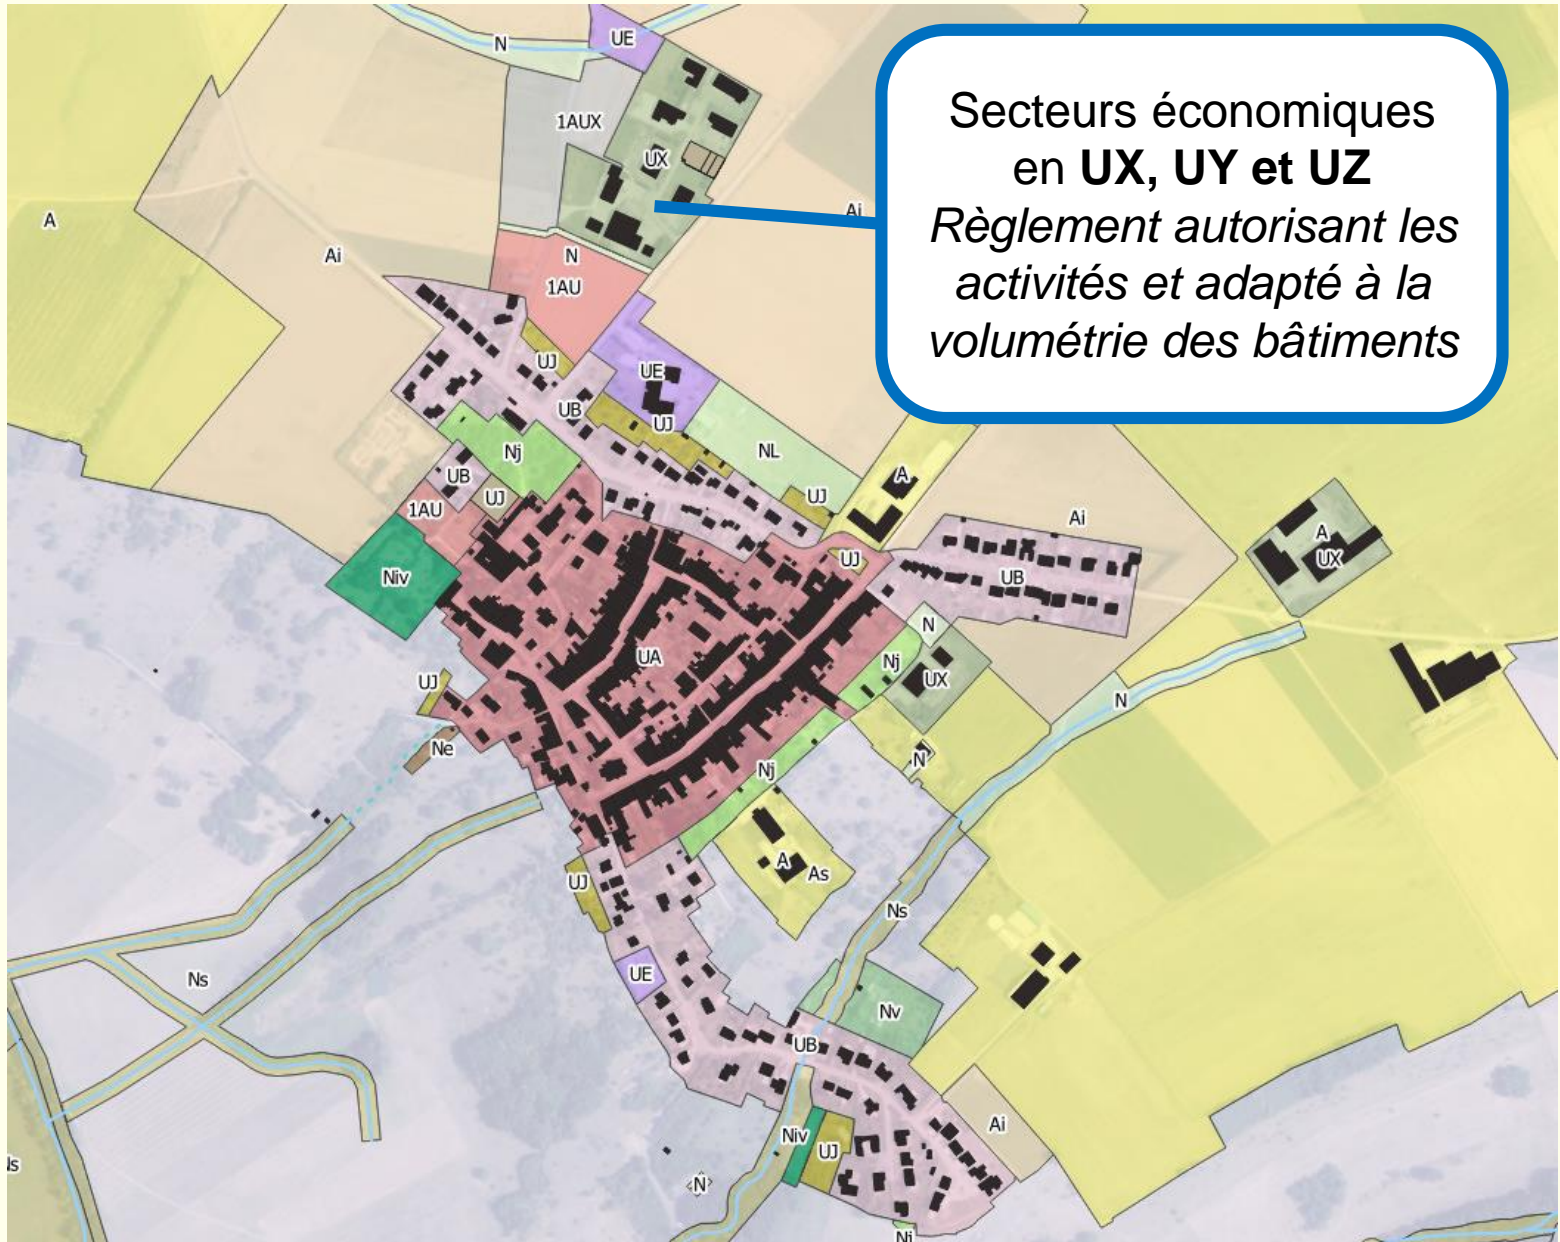 N
UE
1AUX
UX
Secteurs économiques
en UX, UY et UZ
Règlement autorisant les
activités et adapté à la
volumétrie des bâtiments
A
Ai
Ai
N
1AU
UJ
UE
UB
UJ
Nj
NL
UB
UJ
UJ
A
1AU
Ai
A
UX
Niv
UJ
UB
N
UA
Nj
UX
UJ
N
Ne
N
Nj
A
As
UJ
Ns
UE
Ns
Nv
UB
Ai
Niv
UJ
Ns
N
Nj